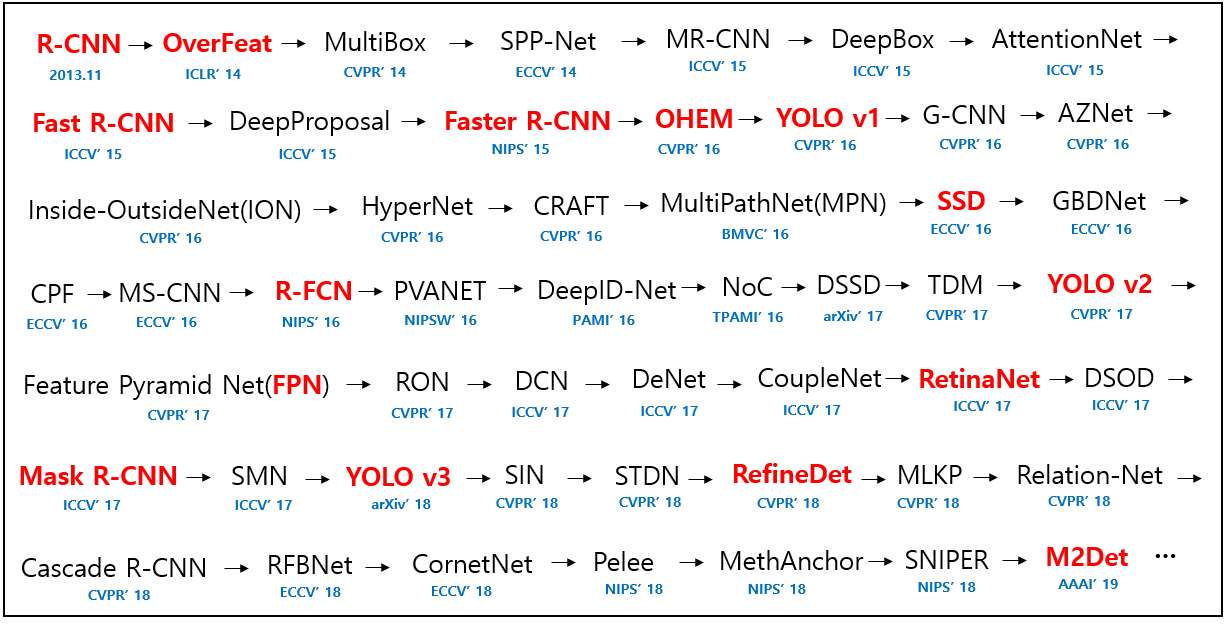 R-CNN → OverFeat → MultiBox → SPP-Net → MR-CNN → DeepBox → AttentionNet →
2013.11 ICLR’ 14 CVPR’ 14 ECCV’ 14 ICCV’ 15 ICCV’ 15 ICCV’ 15
Fast R-CNN → DeepProposal → Faster R-CNN → OHEM → YOLO v1 → G-CNN → AZNet →
ICCV’ 15 ICCV’ 15 NIPS’ 15 CVPR’ 16 CVPR’ 16 CVPR’ 16 CVPR’ 16
Inside-OutsideNet(ION) → HyperNet → CRAFT → MultiPathNet(MPN) → SSD → GBDNet →
CVPR’ 16 CVPR’ 16 CVPR’ 16 BMVC’ 16 ECCV’ 16 ECCV’ 16
CPF → MS-CNN → R-FCN → PVANET → DeepID-Net → NoC → DSSD → TDM → YOLO v2 →
ECCV’ 16 ECCV’ 16 NIPS’ 16 NIPSW’ 16 PAMI’ 16 TPAMI’ 16 arXiv’ 17 CVPR’ 17 CVPR’ 17
Feature Pyramid Net(FPN) → RON → DCN → DeNet → CoupleNet → RetinaNet → DSOD →
CVPR’ 17 CVPR’ 17 ICCV’ 17 ICCV’ 17 ICCV’ 17 ICCV’ 17 ICCV’ 17
Mask R-CNN → SMN → YOLO v3 → SIN → STDN → RefineDet → MLKP → Relation-Net →
ICCV’ 17 ICCV’ 17 arXiv’ 18 CVPR’ 18 CVPR’ 18 CVPR’ 18 CVPR’ 18 CVPR’ 18
Cascade R-CNN → RFBNet → CornetNet → Pelee → MethAnchor → SNIPER → M2Det ···
CVPR’ 18 ECCV’ 18 ECCV’ 18 NIPS’ 18 NIPS’ 18 NIPS’ 18 AAAI’ 19